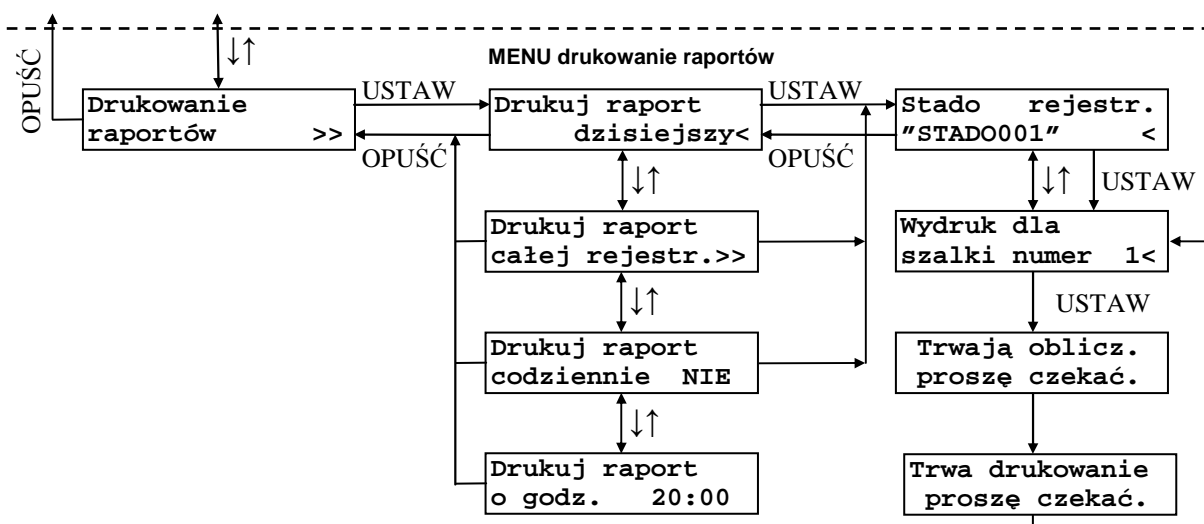 OPUŚĆ
↓↑
MENU drukowanie raportów
Drukowanie
raportów >>
USTAW
OPUŚĆ
Drukuj raport
dzisiejszy<
USTAW
OPUŚĆ
Stado rejestr.
"STADO001" <
↓↑
↓↑
USTAW
Drukuj raport
całej rejestr.>>
Wydruk dla
szalki numer 1<
↓↑
USTAW
Drukuj raport
codziennie NIE
Trwają oblicz.
proszę czekać.
↓↑
Drukuj raport
o godz. 20:00
Trwa drukowanie
proszę czekać.